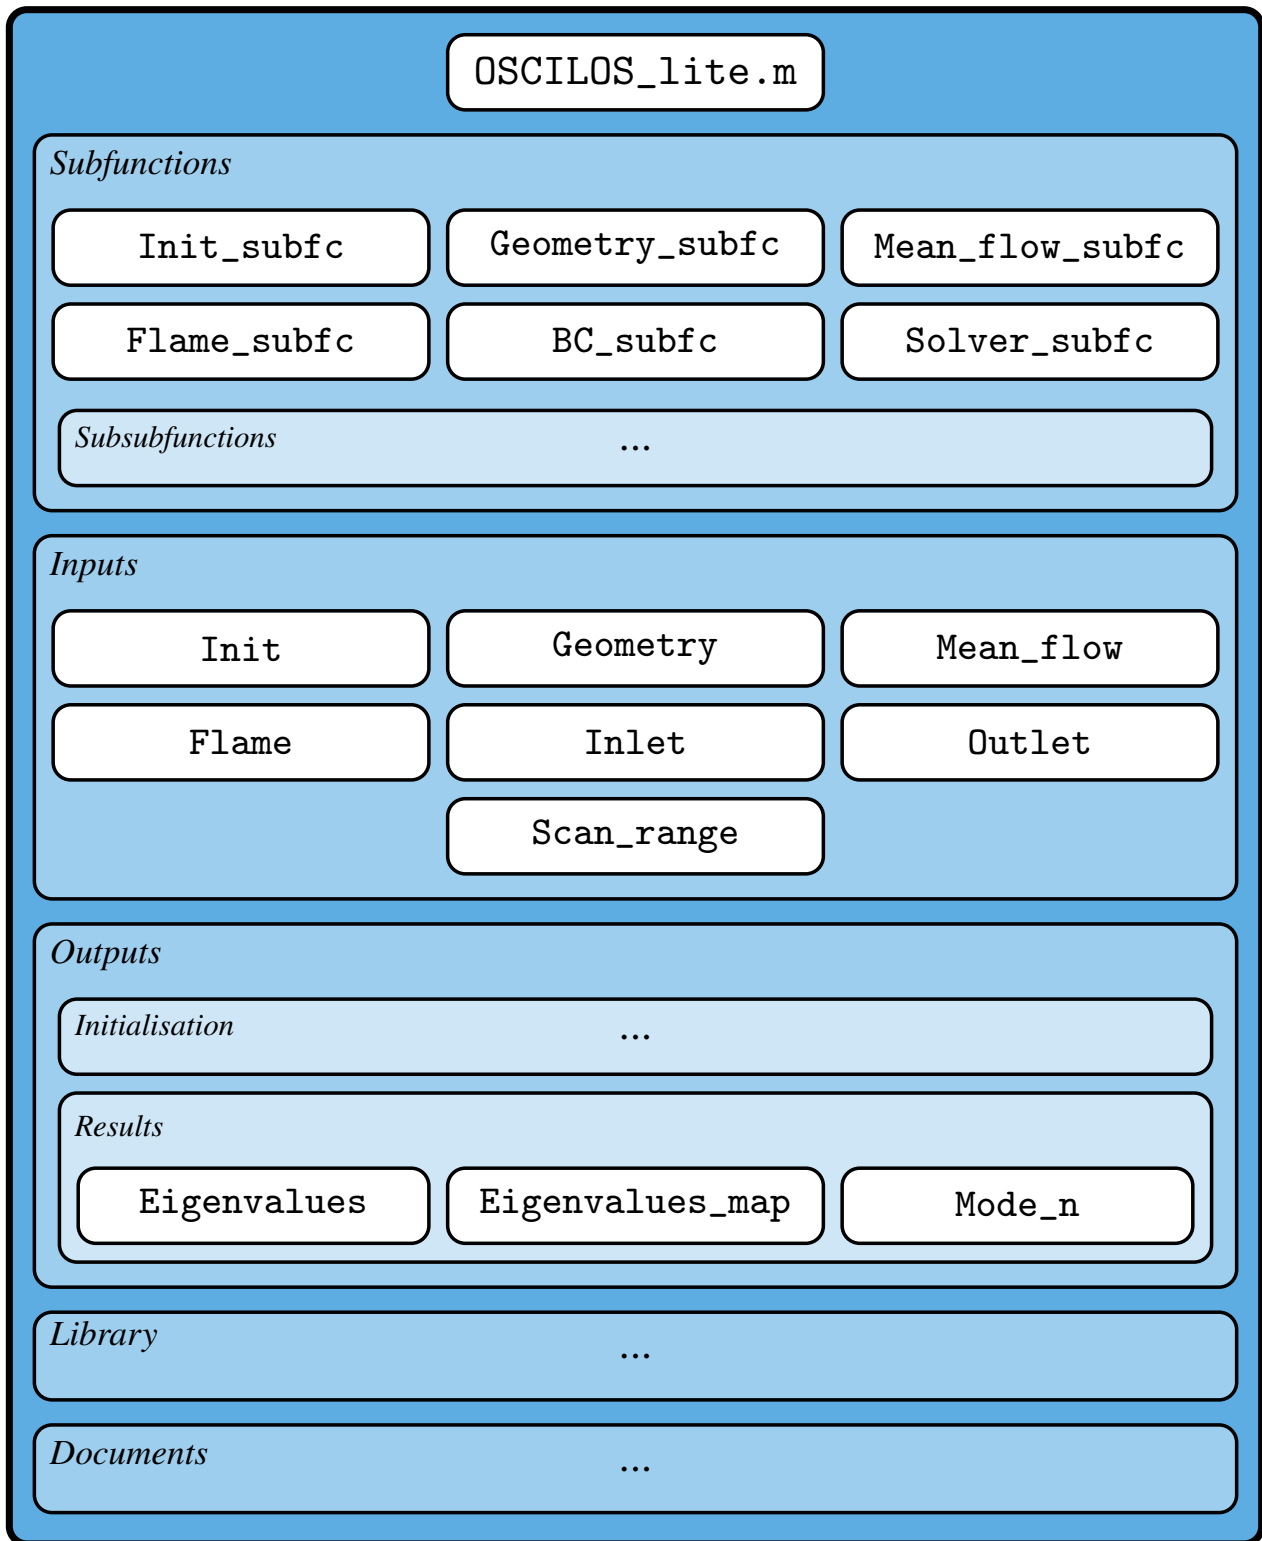 OSCILOS_lite.m
Subfunctions
Init_subfc Geometry_subfc Mean_flow_subfc
Flame_subfc BC_subfc Solver_subfc
Subsubfunctions ...
Inputs
Init Geometry Mean_flow
Flame Inlet Outlet
Scan_range
Outputs
Initialisation ...
Results
Eigenvalues Eigenvalues_map Mode_n
Library ...
Documents ...